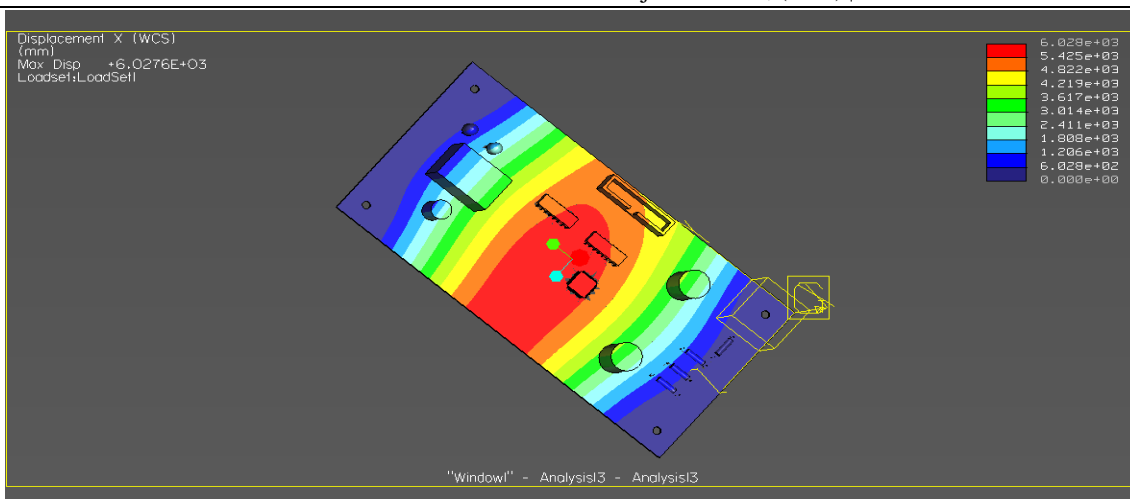 Displacement X (WCS)
(mm)
Max Disp +6.0276E+03
Loadset:LoadSet1
6.028e+03
5.425e+03
4.822e+03
4.219e+03
3.617e+03
3.014e+03
2.411e+03
1.808e+03
1.206e+03
6.028e+02
0.000e+00
"Window1" - Analysis13 - Analysis13